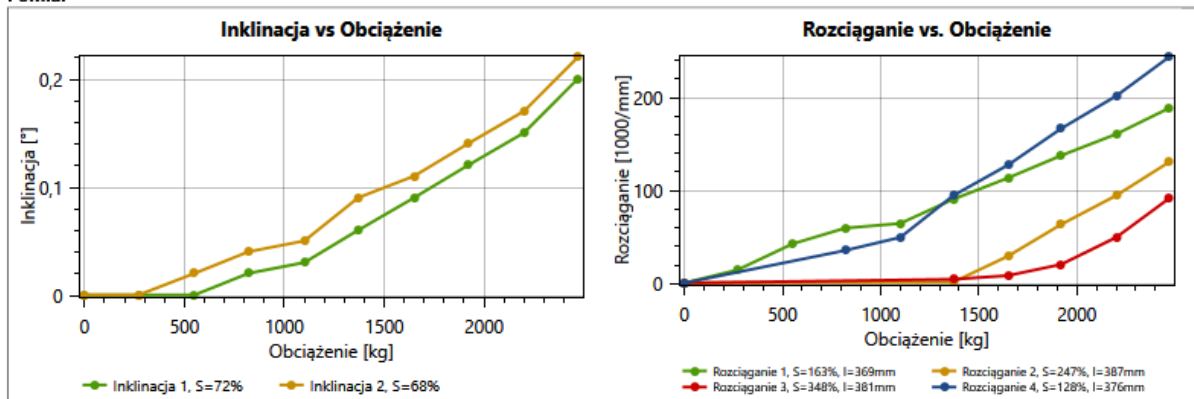 Inklinacja vs Obciążenie
0,2
0,1
0
Inklinacja [°]
0 500 1000 1500 2000
Obciążenie [kg]
Inklinacja 1, S=72% Inklinacja 2, S=68%
Rozciąganie vs. Obciążenie
200
100
0
Rozciąganie [1000/mm]
0 500 1000 1500 2000
Obciążenie [kg]
Rozciąganie 1, S=163%, l=369mm Rozciąganie 2, S=247%, l=387mm
Rozciąganie 3, S=348%, l=381mm Rozciąganie 4, S=128%, l=376mm